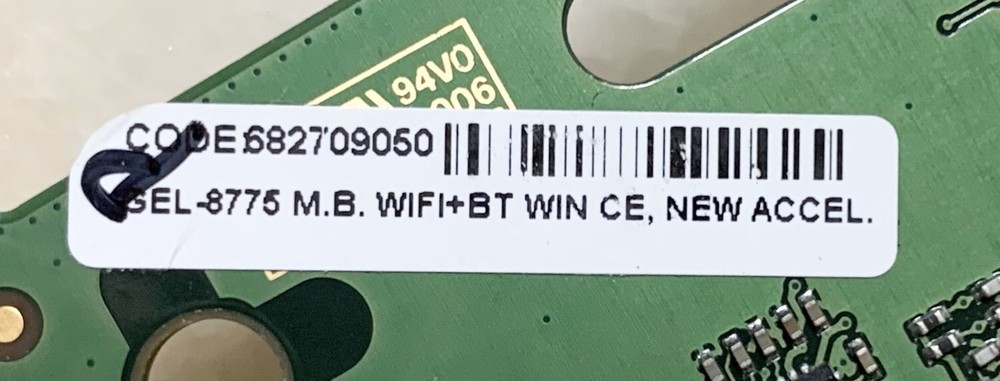 94V0
006
CODE:682709050
GEL-8775 M.B. WIFI+BT WIN CE, NEW ACCEL.